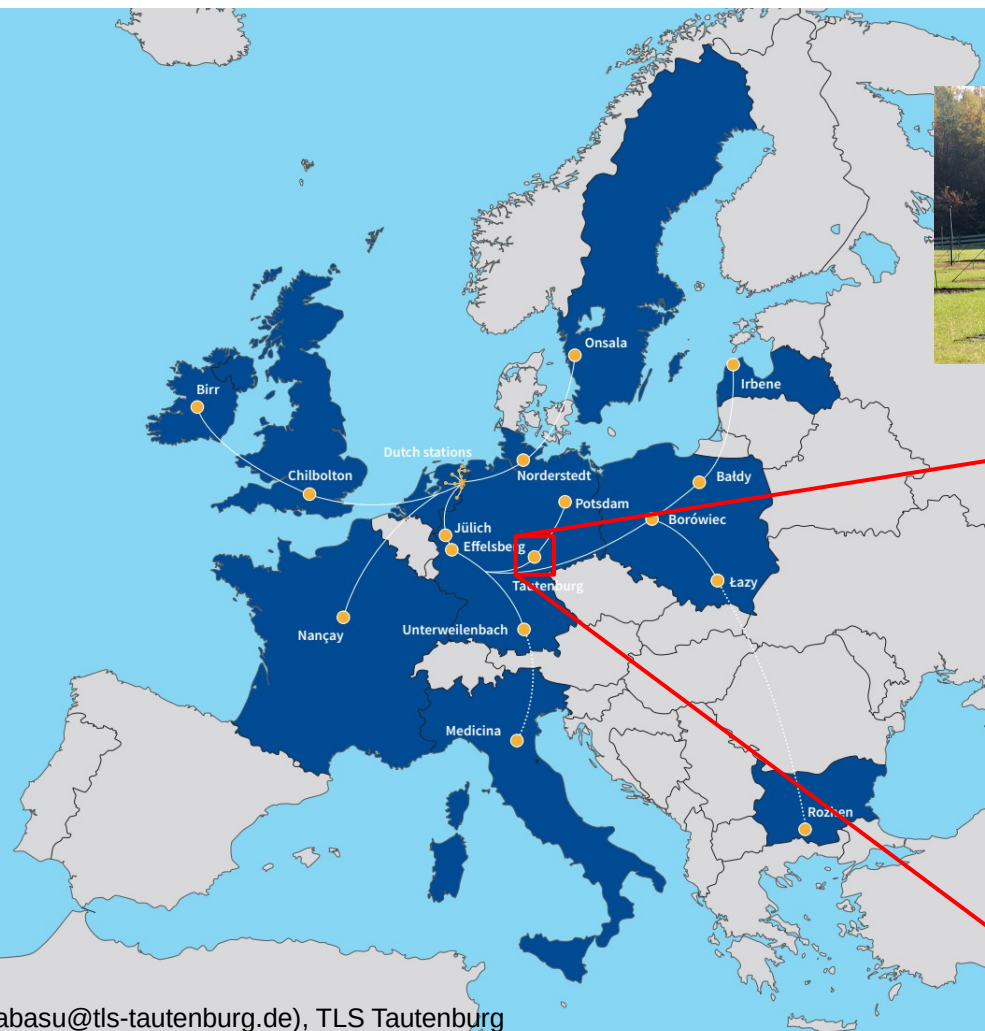 Onsala
Irbene
Birr
Dutch stations
Chilbolton
Norderstedt
Bałdy
Potsdam
Borówiec
Jülich
Effelsberg
Tautenburg
Łazy
Nançay
Unterweilenbach
Medicina
Rozhen
abasu@tls-tautenburg.de), TLS Tautenburg